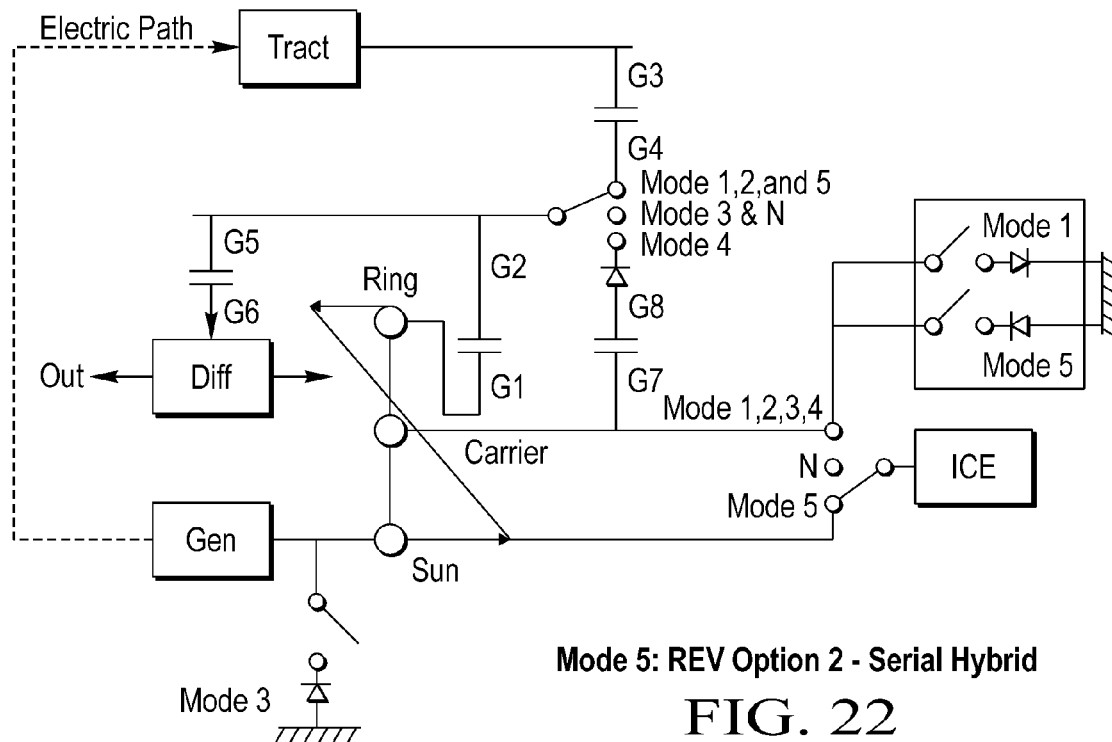 Electric Path
Tract
G3
G4
Mode 1,2,and 5
Mode 3 & N
Mode 4
G5
G2
Ring
G6
G8
Mode 1
Out
Diff
G1
G7
Mode 5
Mode 1,2,3,4
Carrier
N
ICE
Mode 5
Gen
Sun
Mode 3
Mode 5: REV Option 2 - Serial Hybrid
FIG. 22